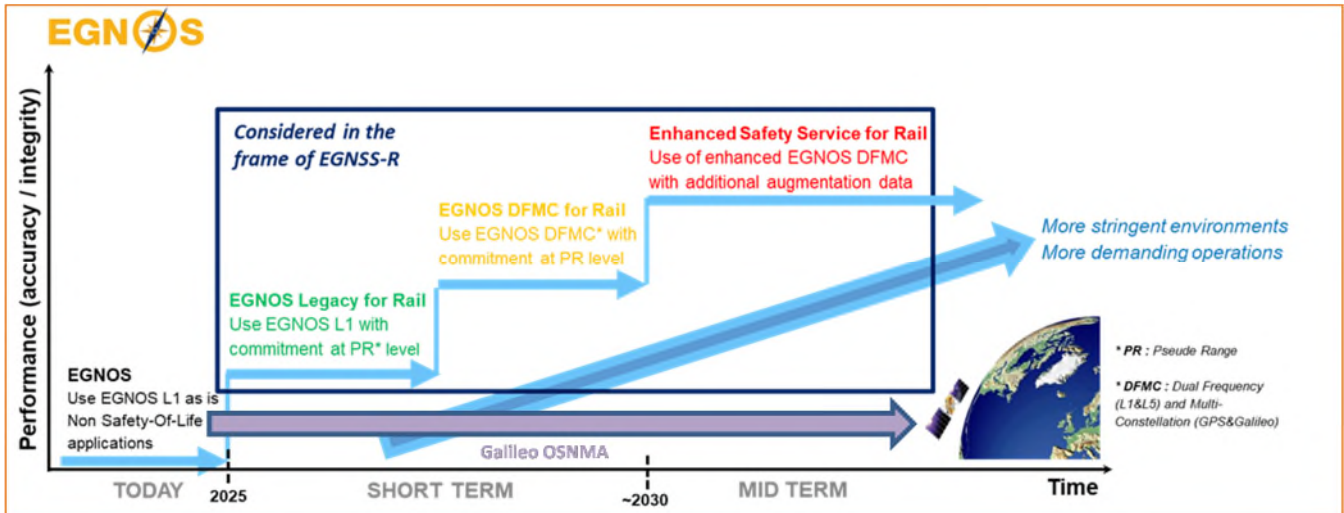 EGNOS
Performance (accuracy / integrity)
Considered in the
frame of EGNSS-R
Enhanced Safety Service for Rail
Use of enhanced EGNOS DFMC
with additional augmentation data
EGNOS DFMC for Rail
Use EGNOS DFMC* with
commitment at PR level
More stringent environments
More demanding operations
EGNOS Legacy for Rail
Use EGNOS L1 with
commitment at PR* level
EGNOS
Use EGNOS L1 as is
Non Safety-Of-Life
applications
* PR : Pseude Range
* DFMC : Dual Frequency
(L1&L5) and Multi-
Constellation (GPS&Galileo)
Galileo OSNMA
TODAY
2025
SHORT TERM
~2030
MID TERM
Time